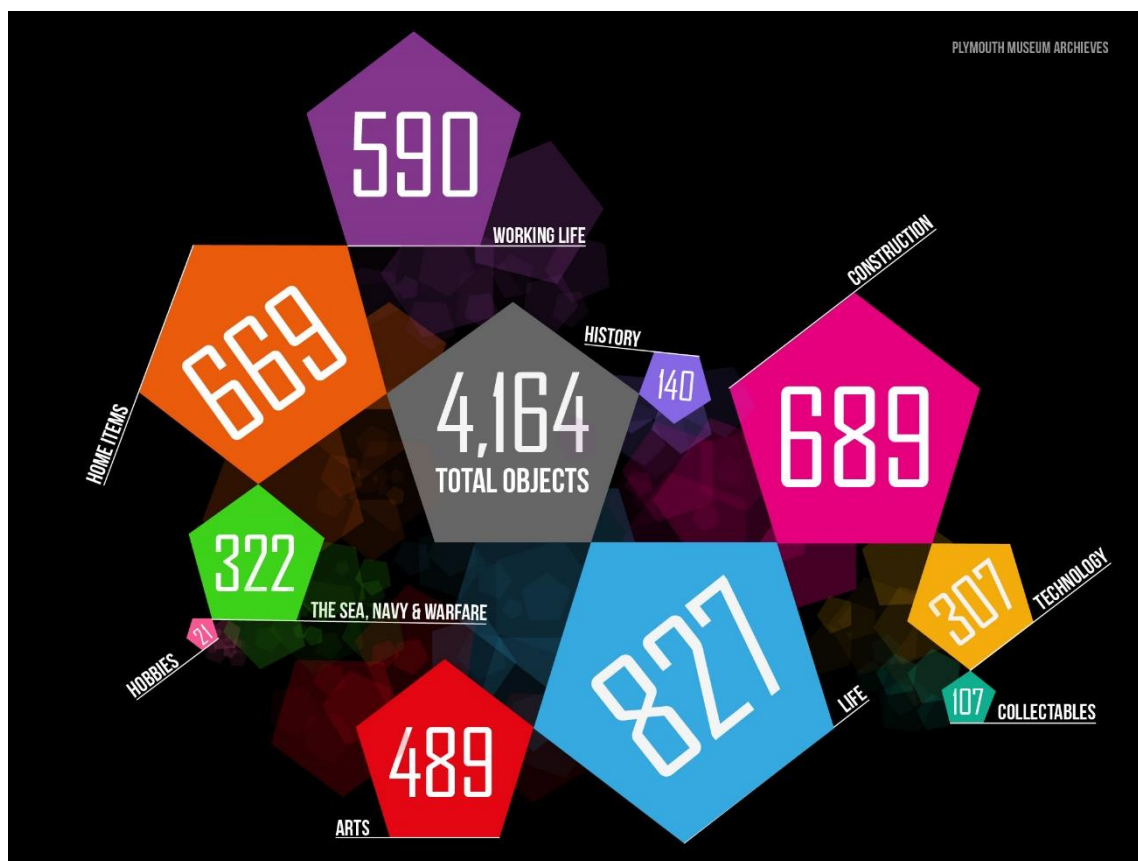 PLYMOUTH MUSEUM ARCHIVES
590
WORKING LIFE
CONSTRUCTION
669
HOME ITEMS
HISTORY
140
4,164
TOTAL OBJECTS
689
322
THE SEA, NAVY & WARFARE
21
HOBBIES
307
TECHNOLOGY
827
LIFE
107
COLLECTABLES
489
ARTS